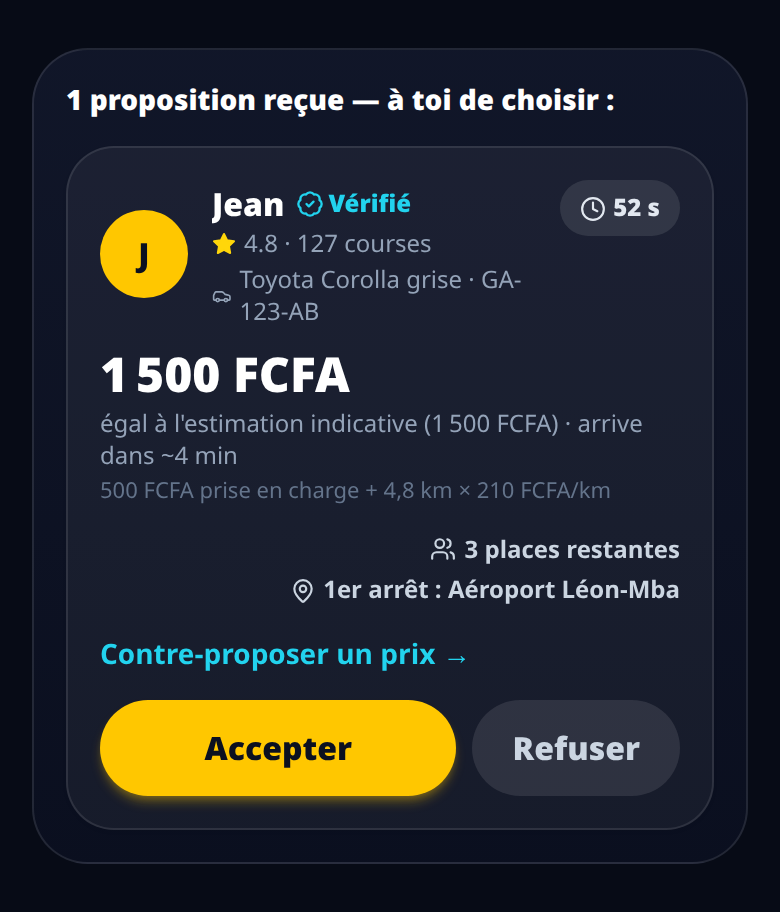 1 proposition reçue — à toi de choisir :
Jean Vérifié
52 s
J
4.8 · 127 courses
Toyota Corolla grise · GA-
123-AB
1 500 FCFA
égal à l'estimation indicative (1 500 FCFA) · arrive
dans ~4 min
500 FCFA prise en charge + 4,8 km × 210 FCFA/km
3 places restantes
1er arrêt : Aéroport Léon-Mba
Contre-proposer un prix →
Accepter
Refuser